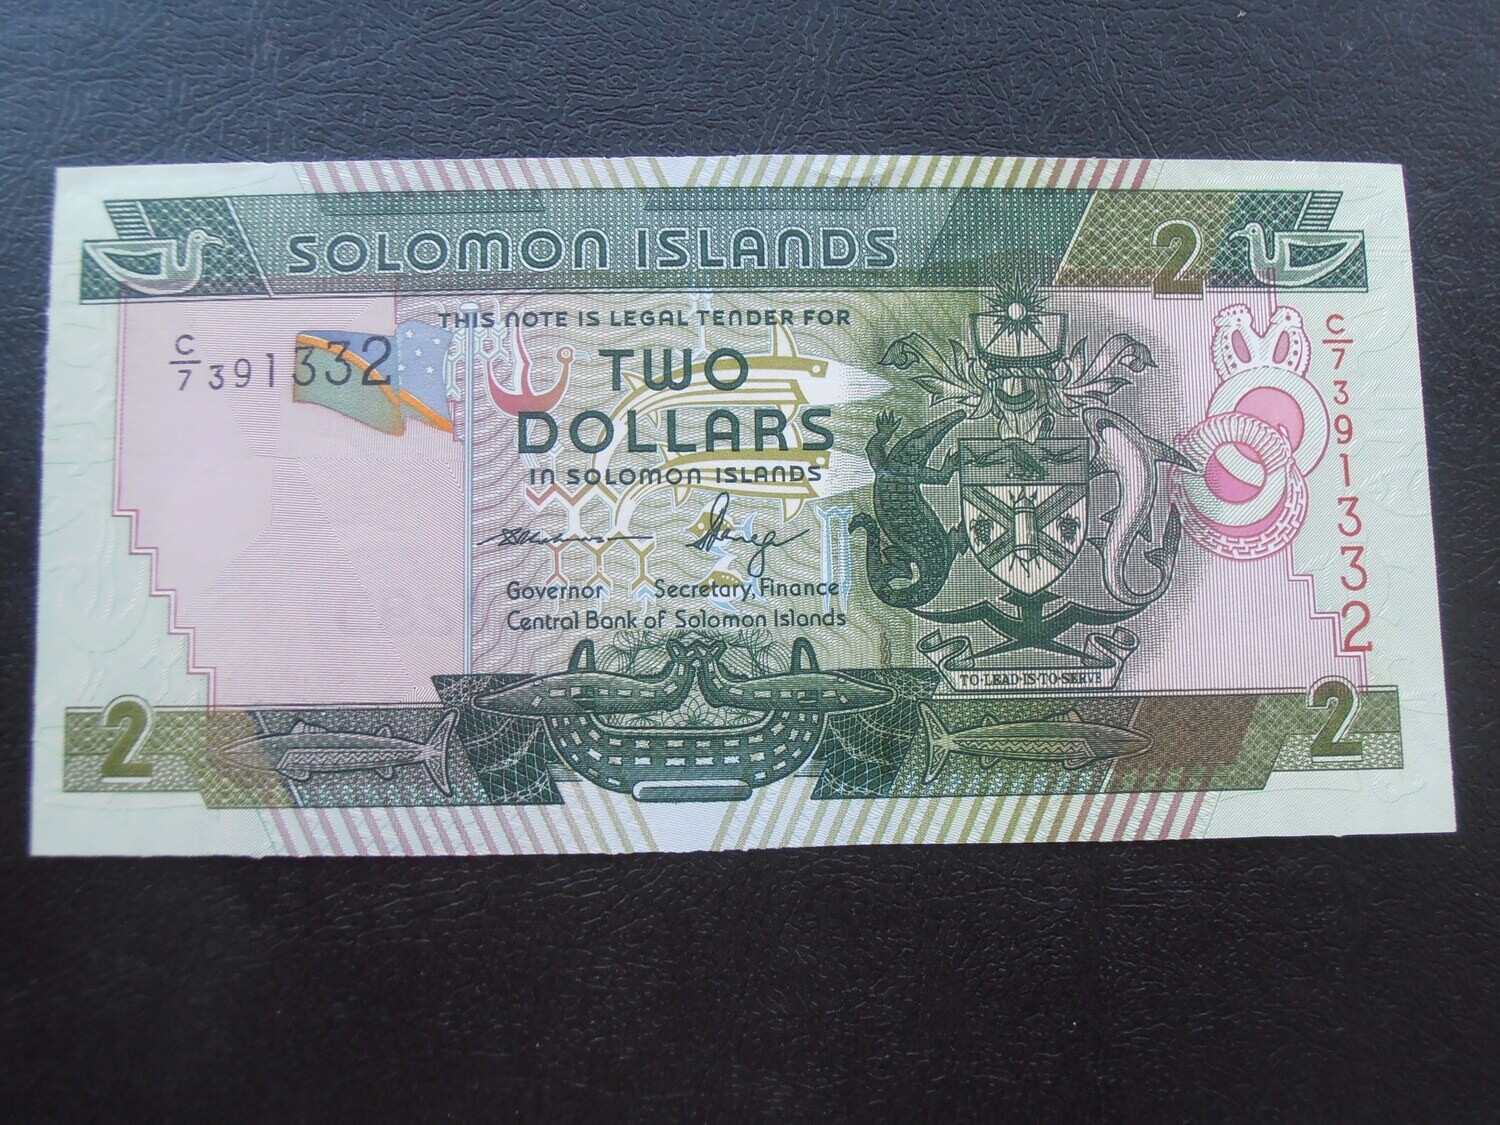 SOLOMON ISLANDS
2
THIS NOTE IS LEGAL TENDER FOR
C/7 391332
TWO
DOLLARS
IN SOLOMON ISLANDS
C/7 391332
Governor Secretary, Finance
Central Bank of Solomon Islands
TO·LEAD·IS·TO·SERVE
2
2